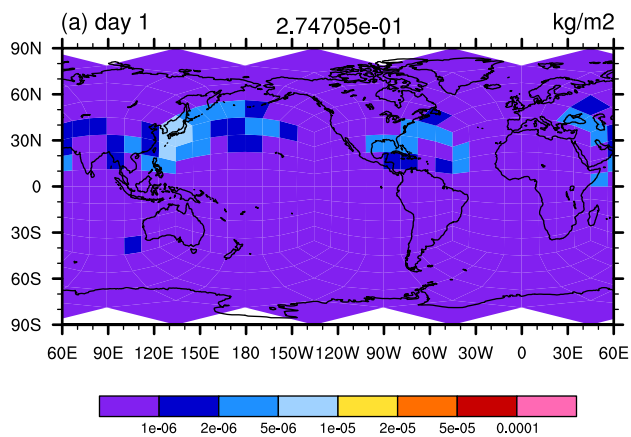 (a) day 1 2.74705e-01 kg/m2
90N
60N
30N
0
30S
60S
90S
60E 90E 120E 150E 180 150W 120W 90W 60W 30W 0 30E 60E
1e-06 2e-06 5e-06 1e-05 2e-05 5e-05 0.0001